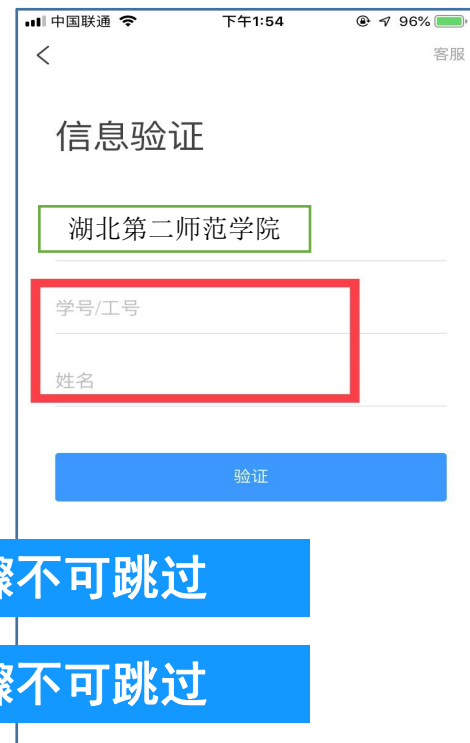 中国联通 下午1:54 96%
客服
信息验证
湖北第二师范学院
学号/工号
姓名
验证
骤不可跳过
骤不可跳过